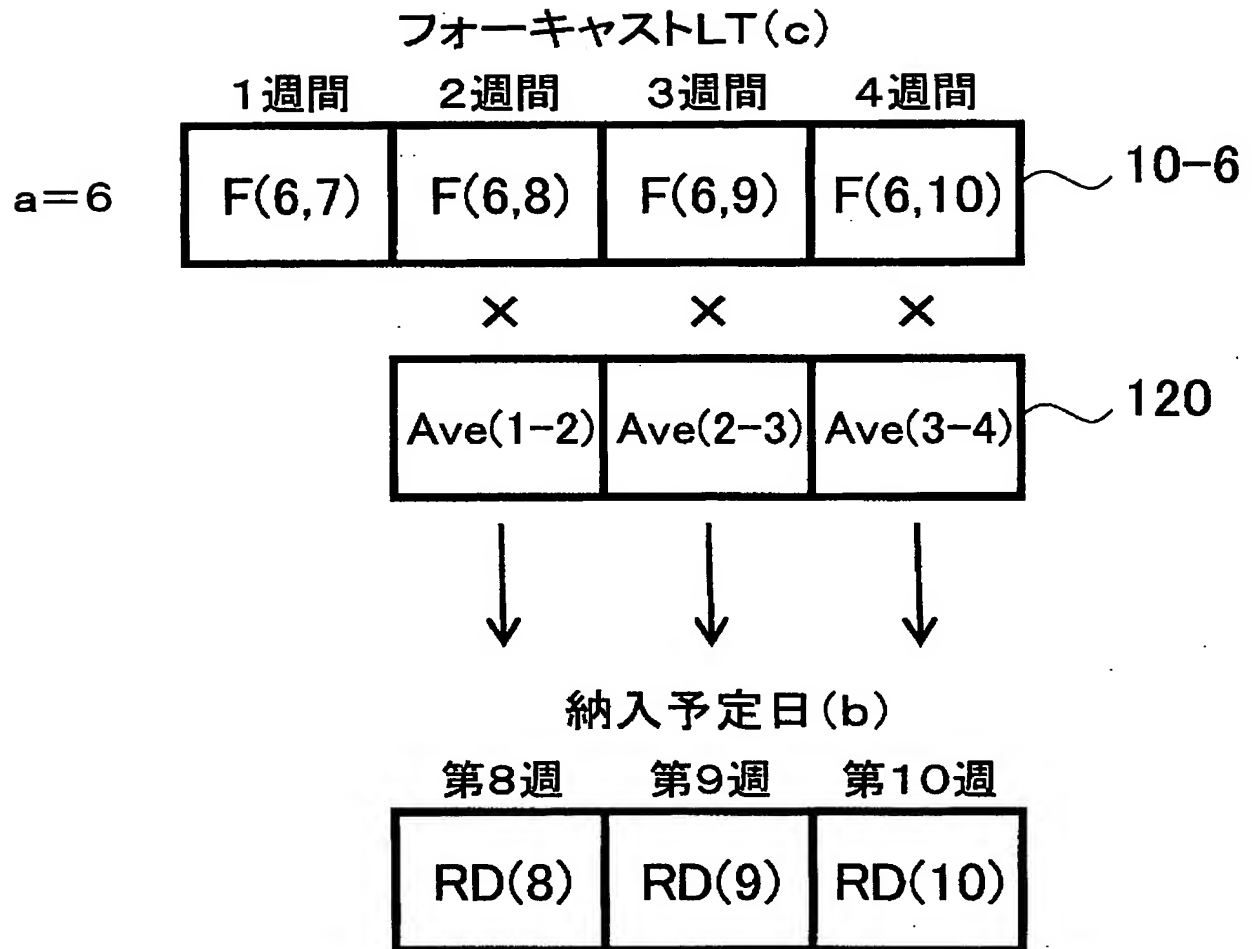 フォーキャストLT(c)
1週間 2週間 3週間 4週間
a=6 F(6,7) F(6,8) F(6,9) F(6,10) 10-6
× × ×
Ave(1-2) Ave(2-3) Ave(3-4) 120
納入予定日(b)
第8週 第9週 第10週
RD(8) RD(9) RD(10)